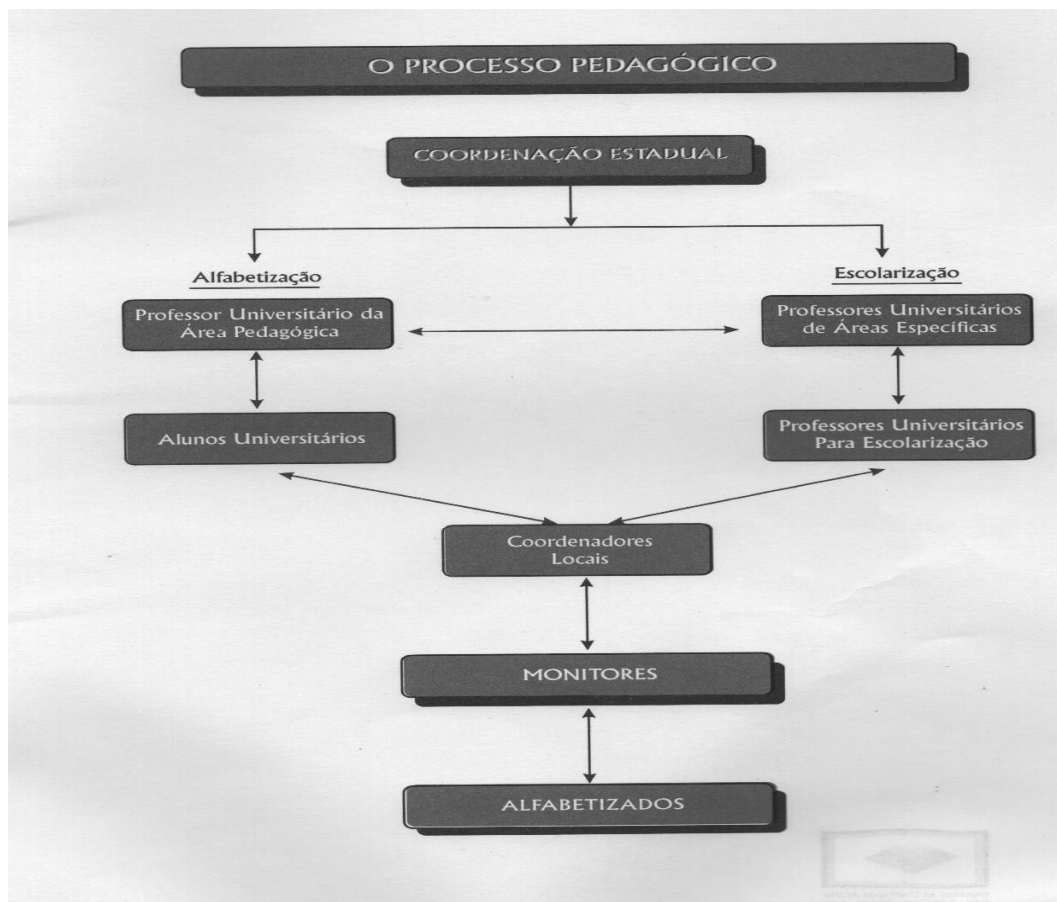 O PROCESSO PEDAGÓGICO
COORDENAÇÃO ESTADUAL
Alfabetização
Escolarização
Professor Universitário da
Área Pedagógica
Professores Universitários
de Áreas Específicas
Alunos Universitários
Professores Universitários
Para Escolarização
Coordenadores
Locais
MONITORES
ALFABETIZADOS